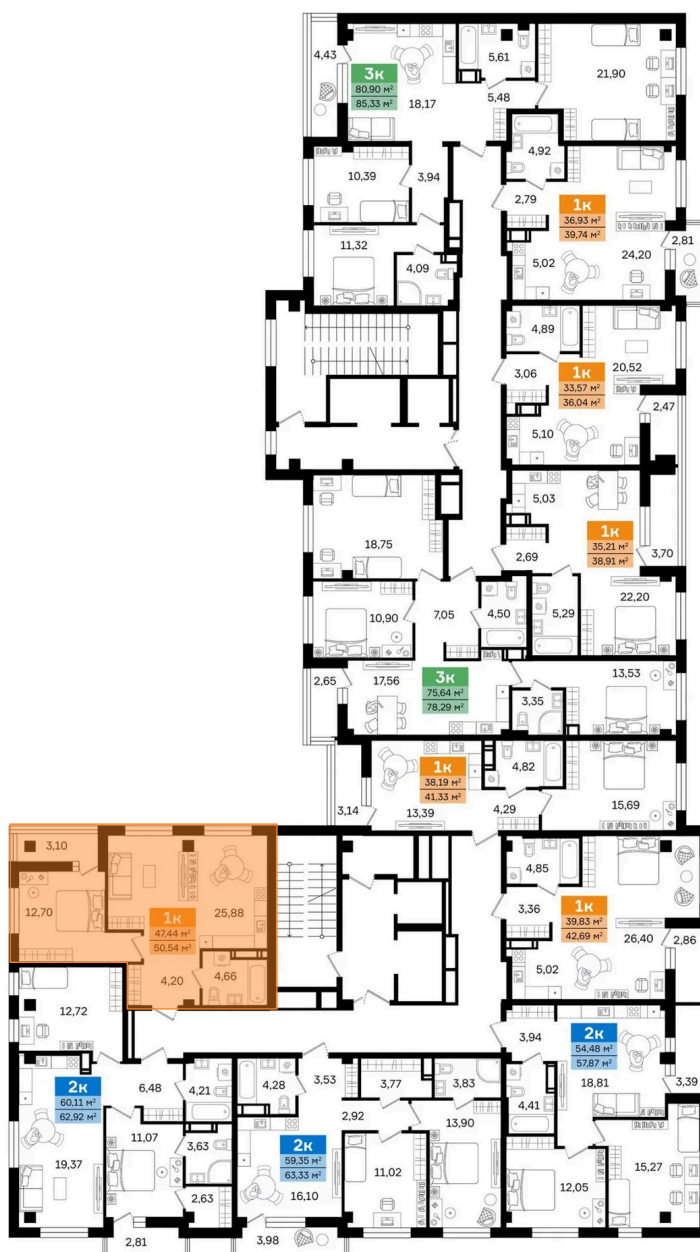 4,43
3к
80,90 м²
85,33 м²
18,17
5,61
5,48
21,90
10,39
3,94
4,92
2,79
1к
36,93 м²
39,74 м²
2,81
11,32
4,09
5,02
24,20
4,89
3,06
1к
33,57 м²
36,04 м²
20,52
2,47
5,10
5,03
18,75
2,69
1к
35,21 м²
38,91 м²
3,70
10,90
7,05
4,50
5,29
22,20
2,65
17,56
3к
75,64 м²
78,29 м²
3,35
13,53
1к
38,19 м²
41,33 м²
4,82
3,14
13,39
4,29
15,69
3,10
12,70
1к
47,44 м²
50,54 м²
25,88
4,20
4,66
4,85
3,36
1к
39,83 м²
42,69 м²
26,40
2,86
5,02
12,72
2к
60,11 м²
62,92 м²
6,48
4,21
4,28
3,53
3,77
3,83
3,94
2к
54,48 м²
57,87 м²
18,81
3,39
4,41
19,37
11,07
3,63
2,63
2,81
2,92
2к
59,35 м²
63,33 м²
16,10
3,98
11,02
13,90
12,05
15,27